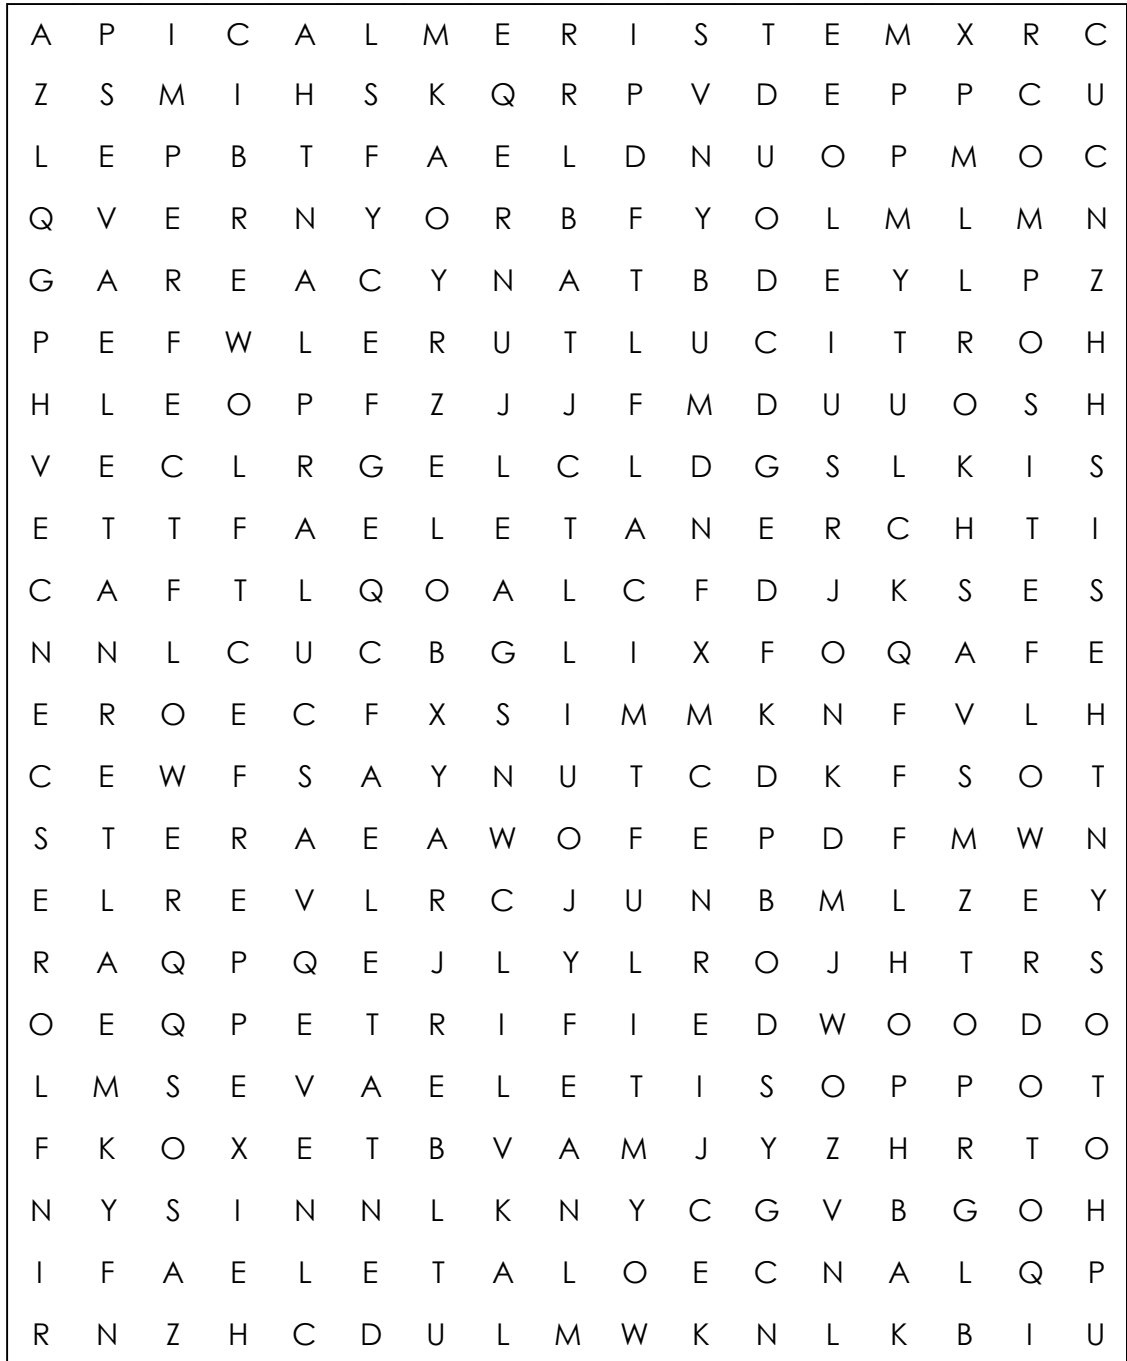 A P I C A L M E R I S T E M X R C
Z S M I H S K Q R P V D E P P C U
L E P B T F A E L D N U O P M O C
Q V E R N Y O R B F Y O L M L M N
G A R E A C Y N A T B D E Y L P Z
P E F W L E R U T L U C I T R O H
H L E O P F Z J J F M D U U O S H
V E C L R G E L C L D G S L K I S
E T T F A E L E T A N E R C H T I
C A F T L Q O A L C F D J K S E S
N N L C U C B G L I X F O Q A F E
E R O E C F X S I M M K N F V L H
C E W F S A Y N U T C D K F S O T
S T E R A E A W O F E P D F M W N
E L R E V L R C J U N B M L Z E Y
R A Q P Q E J L Y L R O J H T R S
O E Q P E T R I F I E D W O O D O
L M S E V A E L E T I S O P P O T
F K O X E T B V A M J Y Z H R T O
N Y S I N N L K N Y C G V B G O H
I F A E L E T A L O E C N A L Q P
R N Z H C D U L M W K N L K B I U